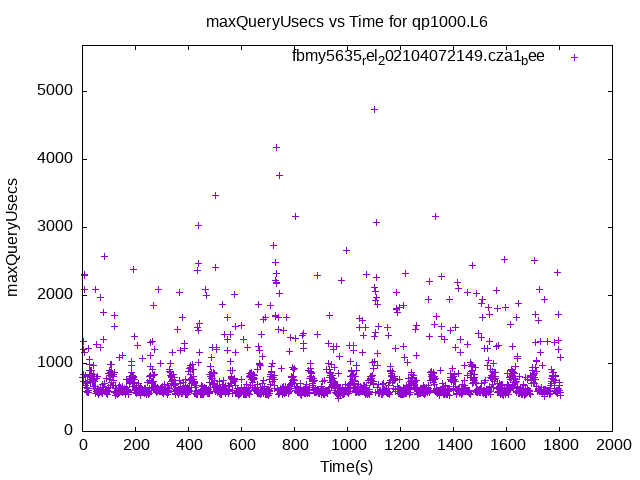 maxQueryUsecs vs Time for qp1000.L6
fbmy5635rel202104072149.cza1bee
5000
4000
3000
2000
1000
0
maxQueryUsecs
0 200 400 600 800 1000 1200 1400 1600 1800 2000
Time(s)